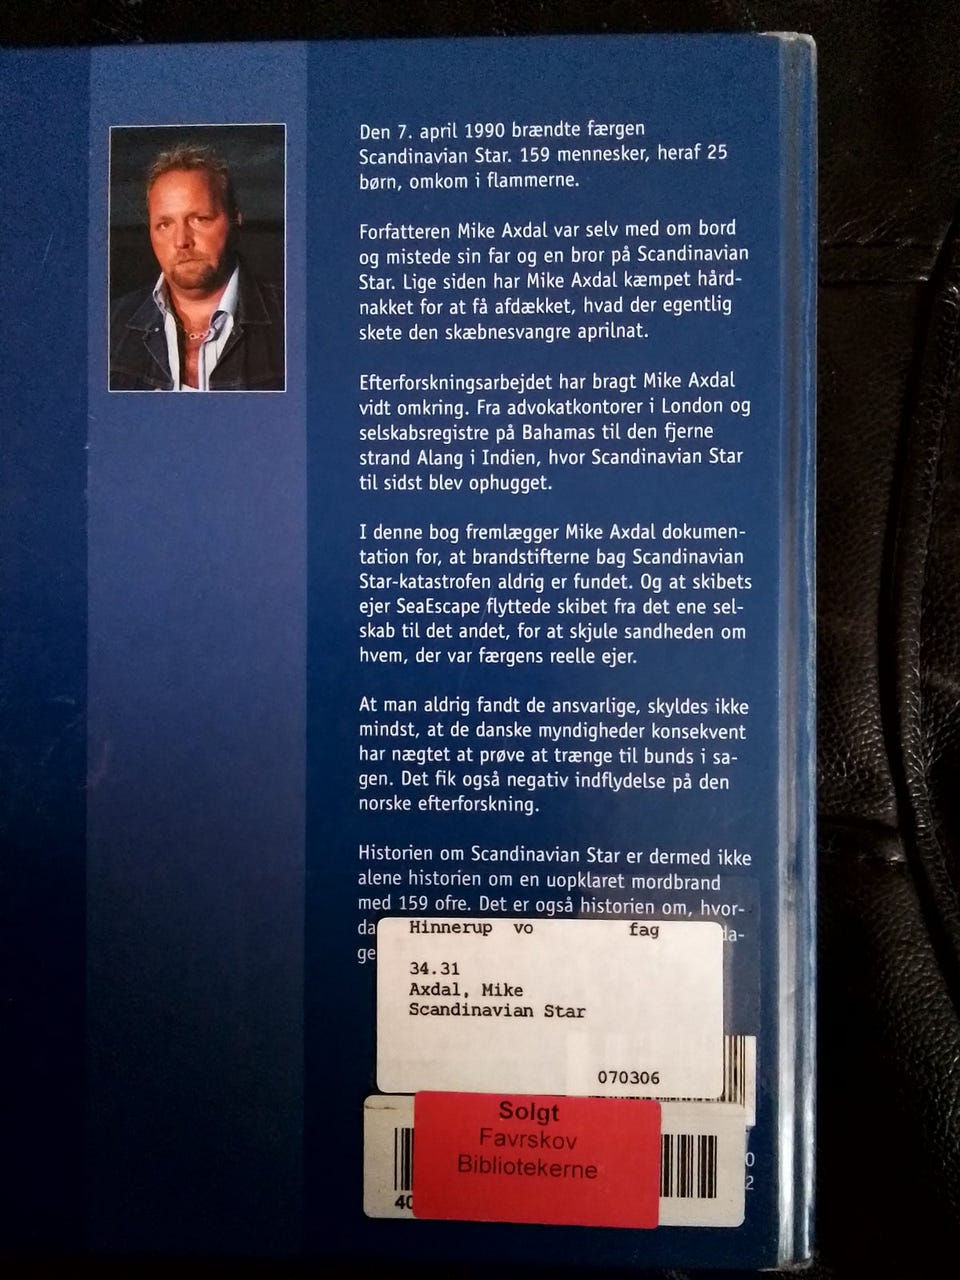 Den 7. april 1990 brændte færgen
Scandinavian Star. 159 mennesker, heraf 25
børn, omkom i flammerne.
Forfatteren Mike Axdal var selv med om bord
og mistede sin far og en bror på Scandinavian
Star. Lige siden har Mike Axdal kæmpet hård-
nakket for at få afdækket, hvad der egentlig
skete den skæbnesvangre aprilnat.
Efterforskningsarbejdet har bragt Mike Axdal
vidt omkring. Fra advokatkontorer i London og
selskabsregistre på Bahamas til den fjerne
strand Alang i Indien, hvor Scandinavian Star
til sidst blev ophugget.
I denne bog fremlægger Mike Axdal dokumen-
tation for, at brandstifterne bag Scandinavian
Star-katastrofen aldrig er fundet. Og at skibets
ejer SeaEscape flyttede skibet fra det ene sel-
skab til det andet, for at skjule sandheden om
hvem, der var færgens reelle ejer.
At man aldrig fandt de ansvarlige, skyldes ikke
mindst, at de danske myndigheder konsekvent
har nægtet at prøve at trænge til bunds i sa-
gen. Det fik også negativ indflydelse på den
norske efterforskning.
Historien om Scandinavian Star er dermed ikke
alene historien om en uopklaret mordbrand
med 159 ofre. Det er også historien om, hvor-
da da-
ge
Hinnerup vo fag
34.31
Axdal, Mike
Scandinavian Star
070306
Solgt
Favrskov
Bibliotekerne
40
0
2